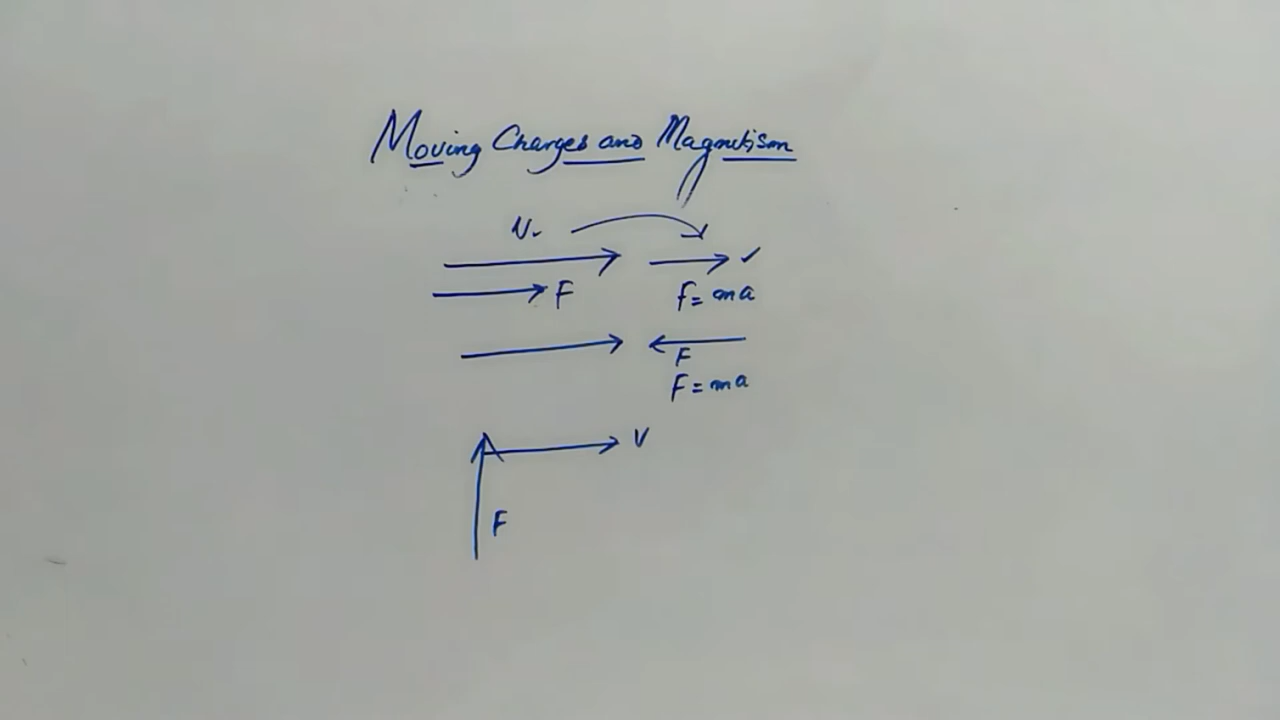 Moving Charges and Magnetism
v
F
f = ma
F
F = ma
V
F